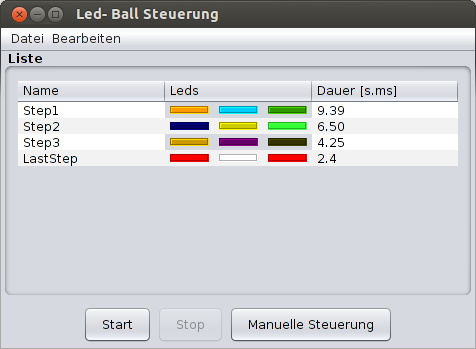 Led- Ball Steuerung
Datei Bearbeiten
Liste
Name Leds Dauer [s.ms]
Step1 9.39
Step2 6.50
Step3 4.25
LastStep 2.4
Start Stop Manuelle Steuerung